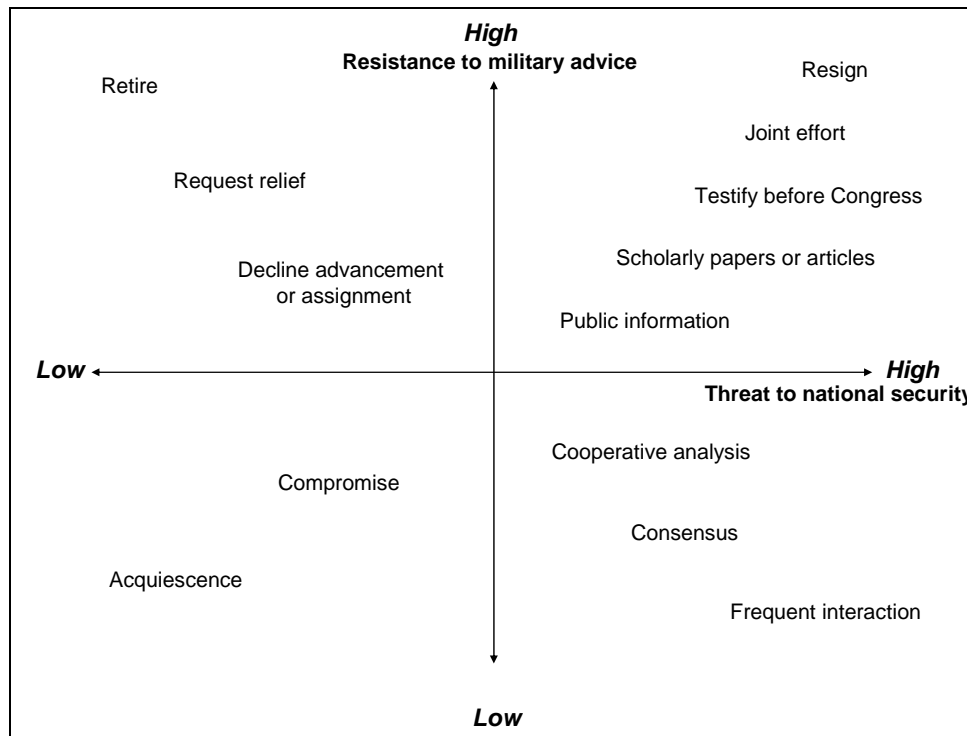 High
Resistance to military advice
Retire
Resign
Joint effort
Request relief
Testify before Congress
Decline advancement
or assignment
Scholarly papers or articles
Public information
Low
High
Threat to national security
Cooperative analysis
Compromise
Consensus
Acquiescence
Frequent interaction
Low